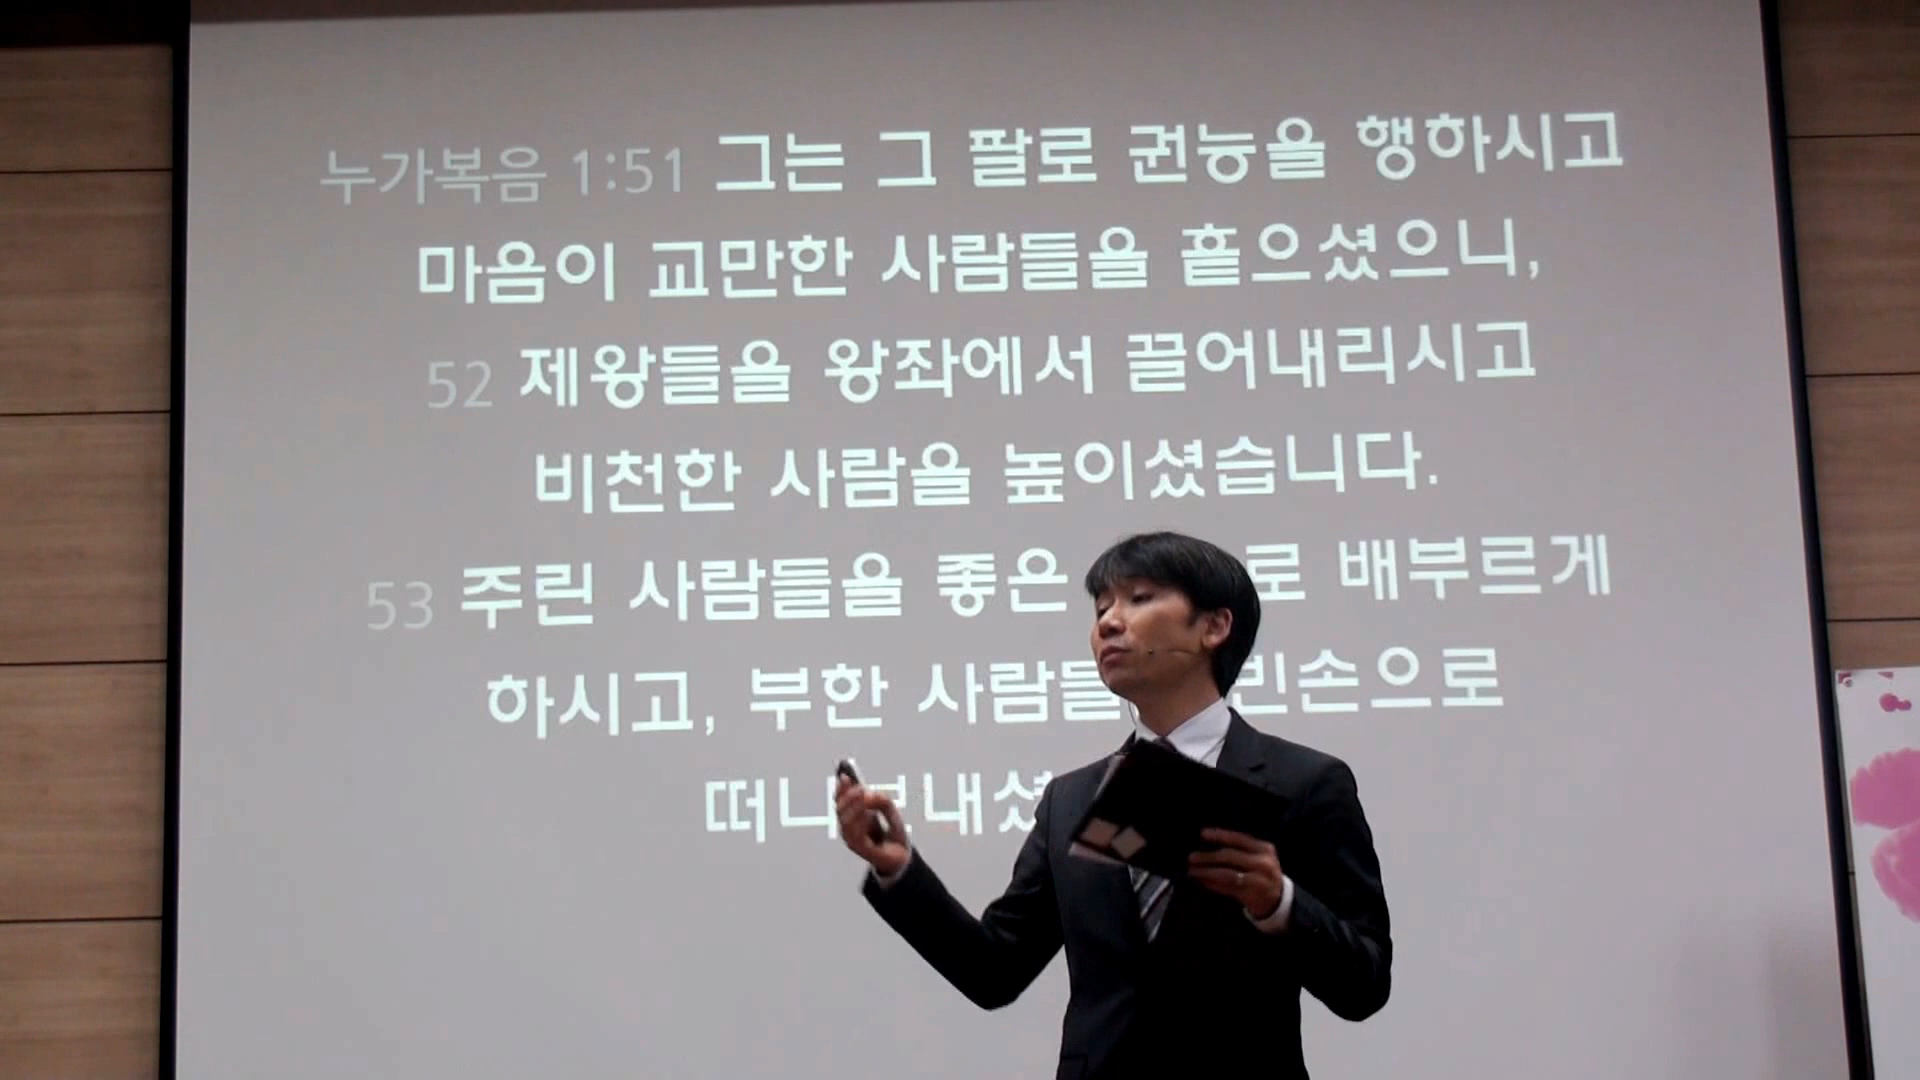 누가복음 1:51 그는 그 팔로 권능을 행하시고
마음이 교만한 사람들을 흩으셨으니,
52 제왕들을 왕좌에서 끌어내리시고
비천한 사람을 높이셨습니다.
53 주린 사람들을 좋은 로 배부르게
하시고, 부한 사람들 빈손으로
떠나보내셨